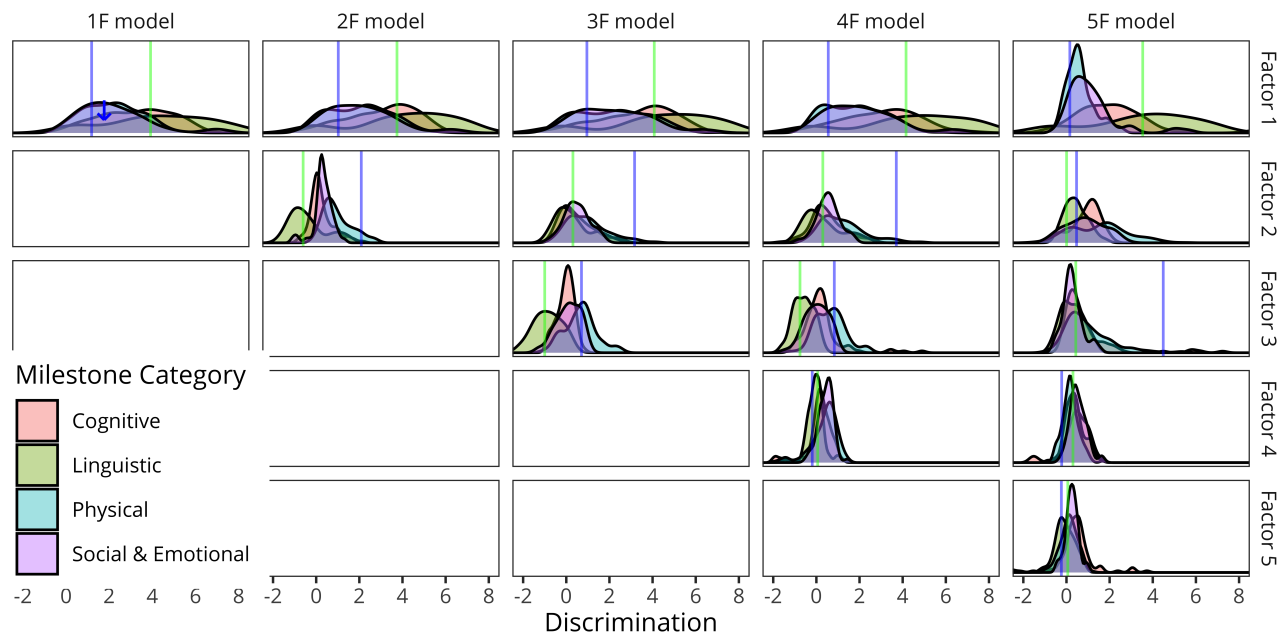 1F model 2F model 3F model 4F model 5F model
Factor 1
Factor 2
Factor 3
Factor 4
Factor 5
Milestone Category
Cognitive
Linguistic
Physical
Social & Emotional
-2 0 2 4 6 8 -2 0 2 4 6 8 -2 0 2 4 6 8 -2 0 2 4 6 8 -2 0 2 4 6 8
Discrimination